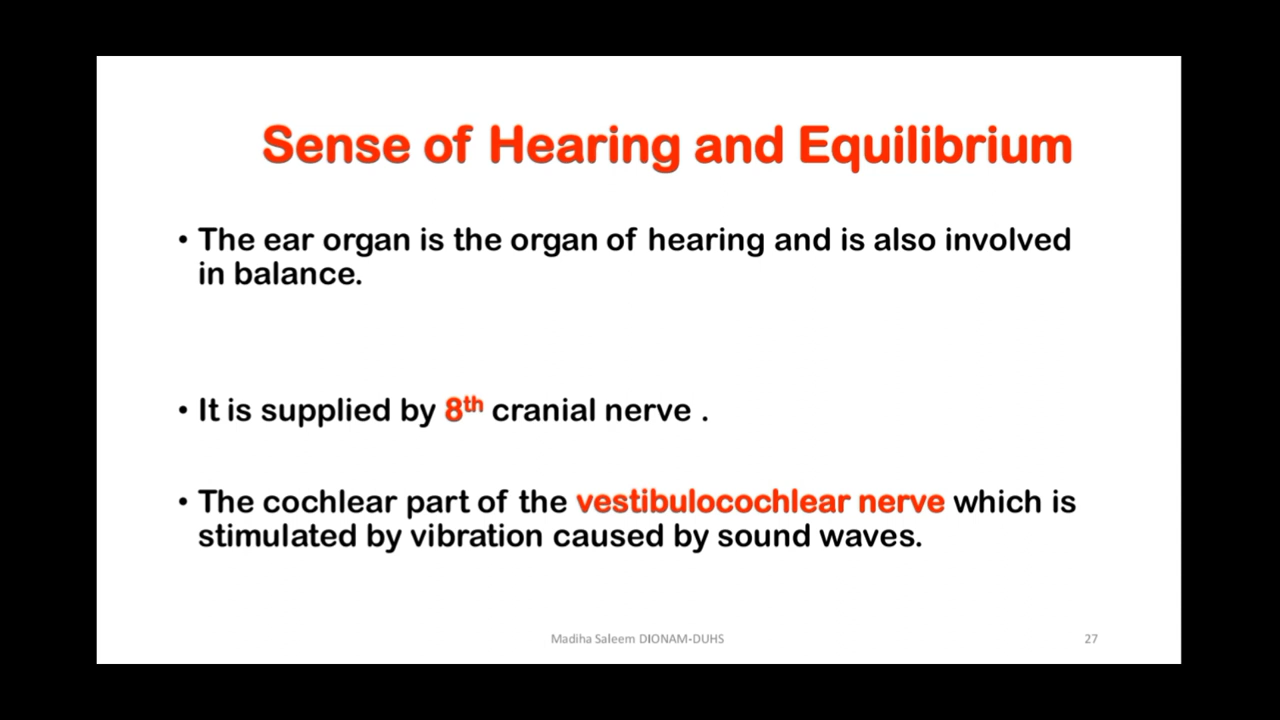 Sense of Hearing and Equilibrium
• The ear organ is the organ of hearing and is also involved
in balance.
• It is supplied by 8th cranial nerve .
• The cochlear part of the vestibulocochlear nerve which is
stimulated by vibration caused by sound waves.
Madiha Saleem DIONAM-DUHS 27